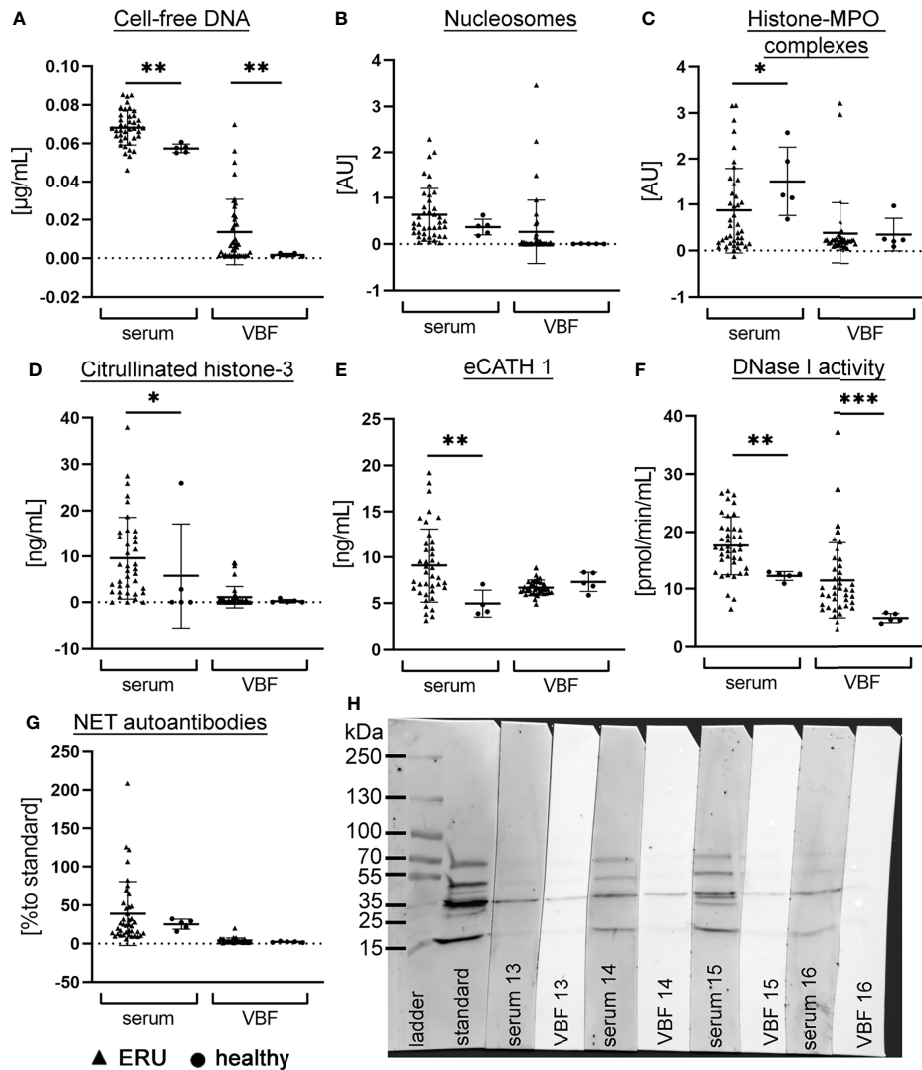 A
Cell-free DNA
**
**
[µg/mL]
0.10
0.08
0.06
0.04
0.02
0.00
-0.02
serum
VBF
B
Nucleosomes
[AU]
4
3
2
1
0
-1
serum
VBF
C
Histone-MPO
complexes
*
[AU]
4
3
2
1
0
-1
serum
VBF
D
Citrullinated histone-3
*
[ng/mL]
40
30
20
10
0
-10
serum
VBF
E
eCATH 1
**
[ng/mL]
25
20
15
10
5
0
serum
VBF
F
DNase I activity
**
***
[pmol/min/mL]
40
30
20
10
0
serum
VBF
G
NET autoantibodies
[%to standard]
250
200
150
100
50
0
-50
serum
VBF
▲ ERU ● healthy
H
kDa
250
130
100
70
55
35
25
15
ladder
standard
serum 13
VBF 13
serum 14
VBF 14
serum 15
VBF 15
serum 16
VBF 16